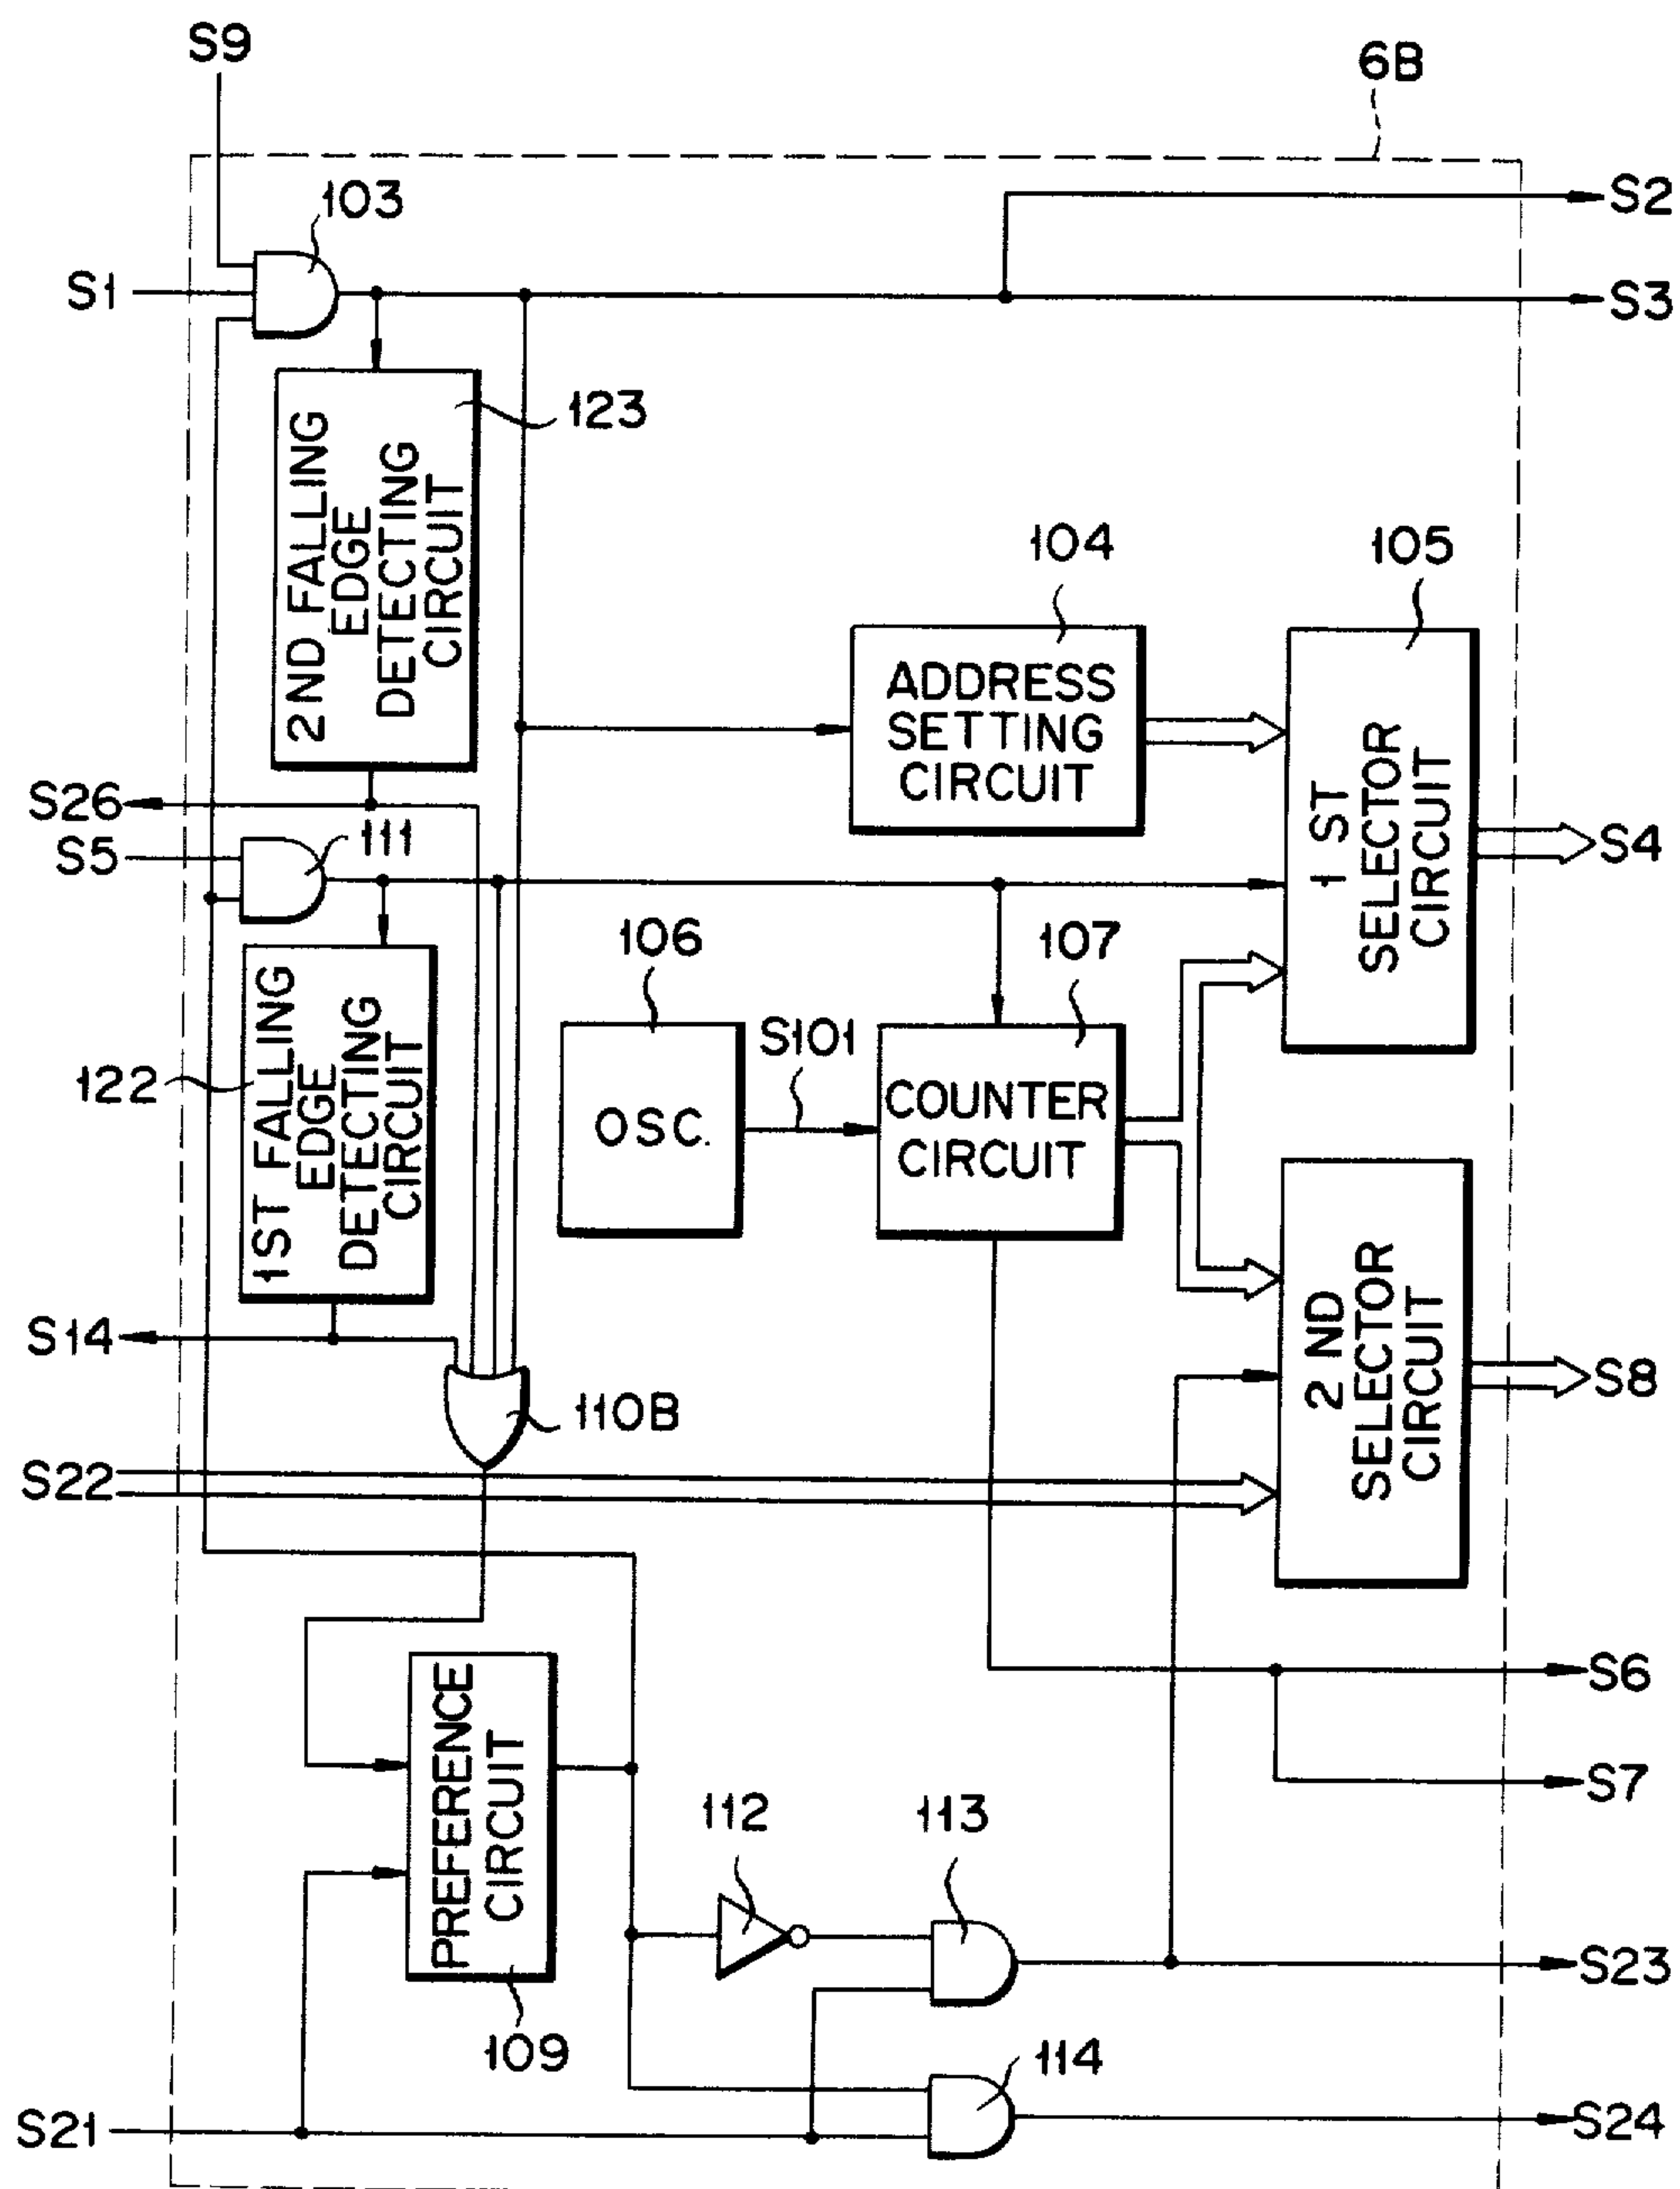 S9
6B
103
S2
S1
S3
123
2ND FALLING
EDGE
DETECTING
CIRCUIT
104
105
ADDRESS
SETTING
CIRCUIT
1 ST
SELECTOR
CIRCUIT
S26
S5
111
S4
106
107
122
1ST FALLING
EDGE
DETECTING
CIRCUIT
OSC.
S101
COUNTER
CIRCUIT
S14
110B
2 ND
SELECTOR
CIRCUIT
S8
S22
S6
S7
PREFERENCE
CIRCUIT
112
113
S23
109
114
S21
S24